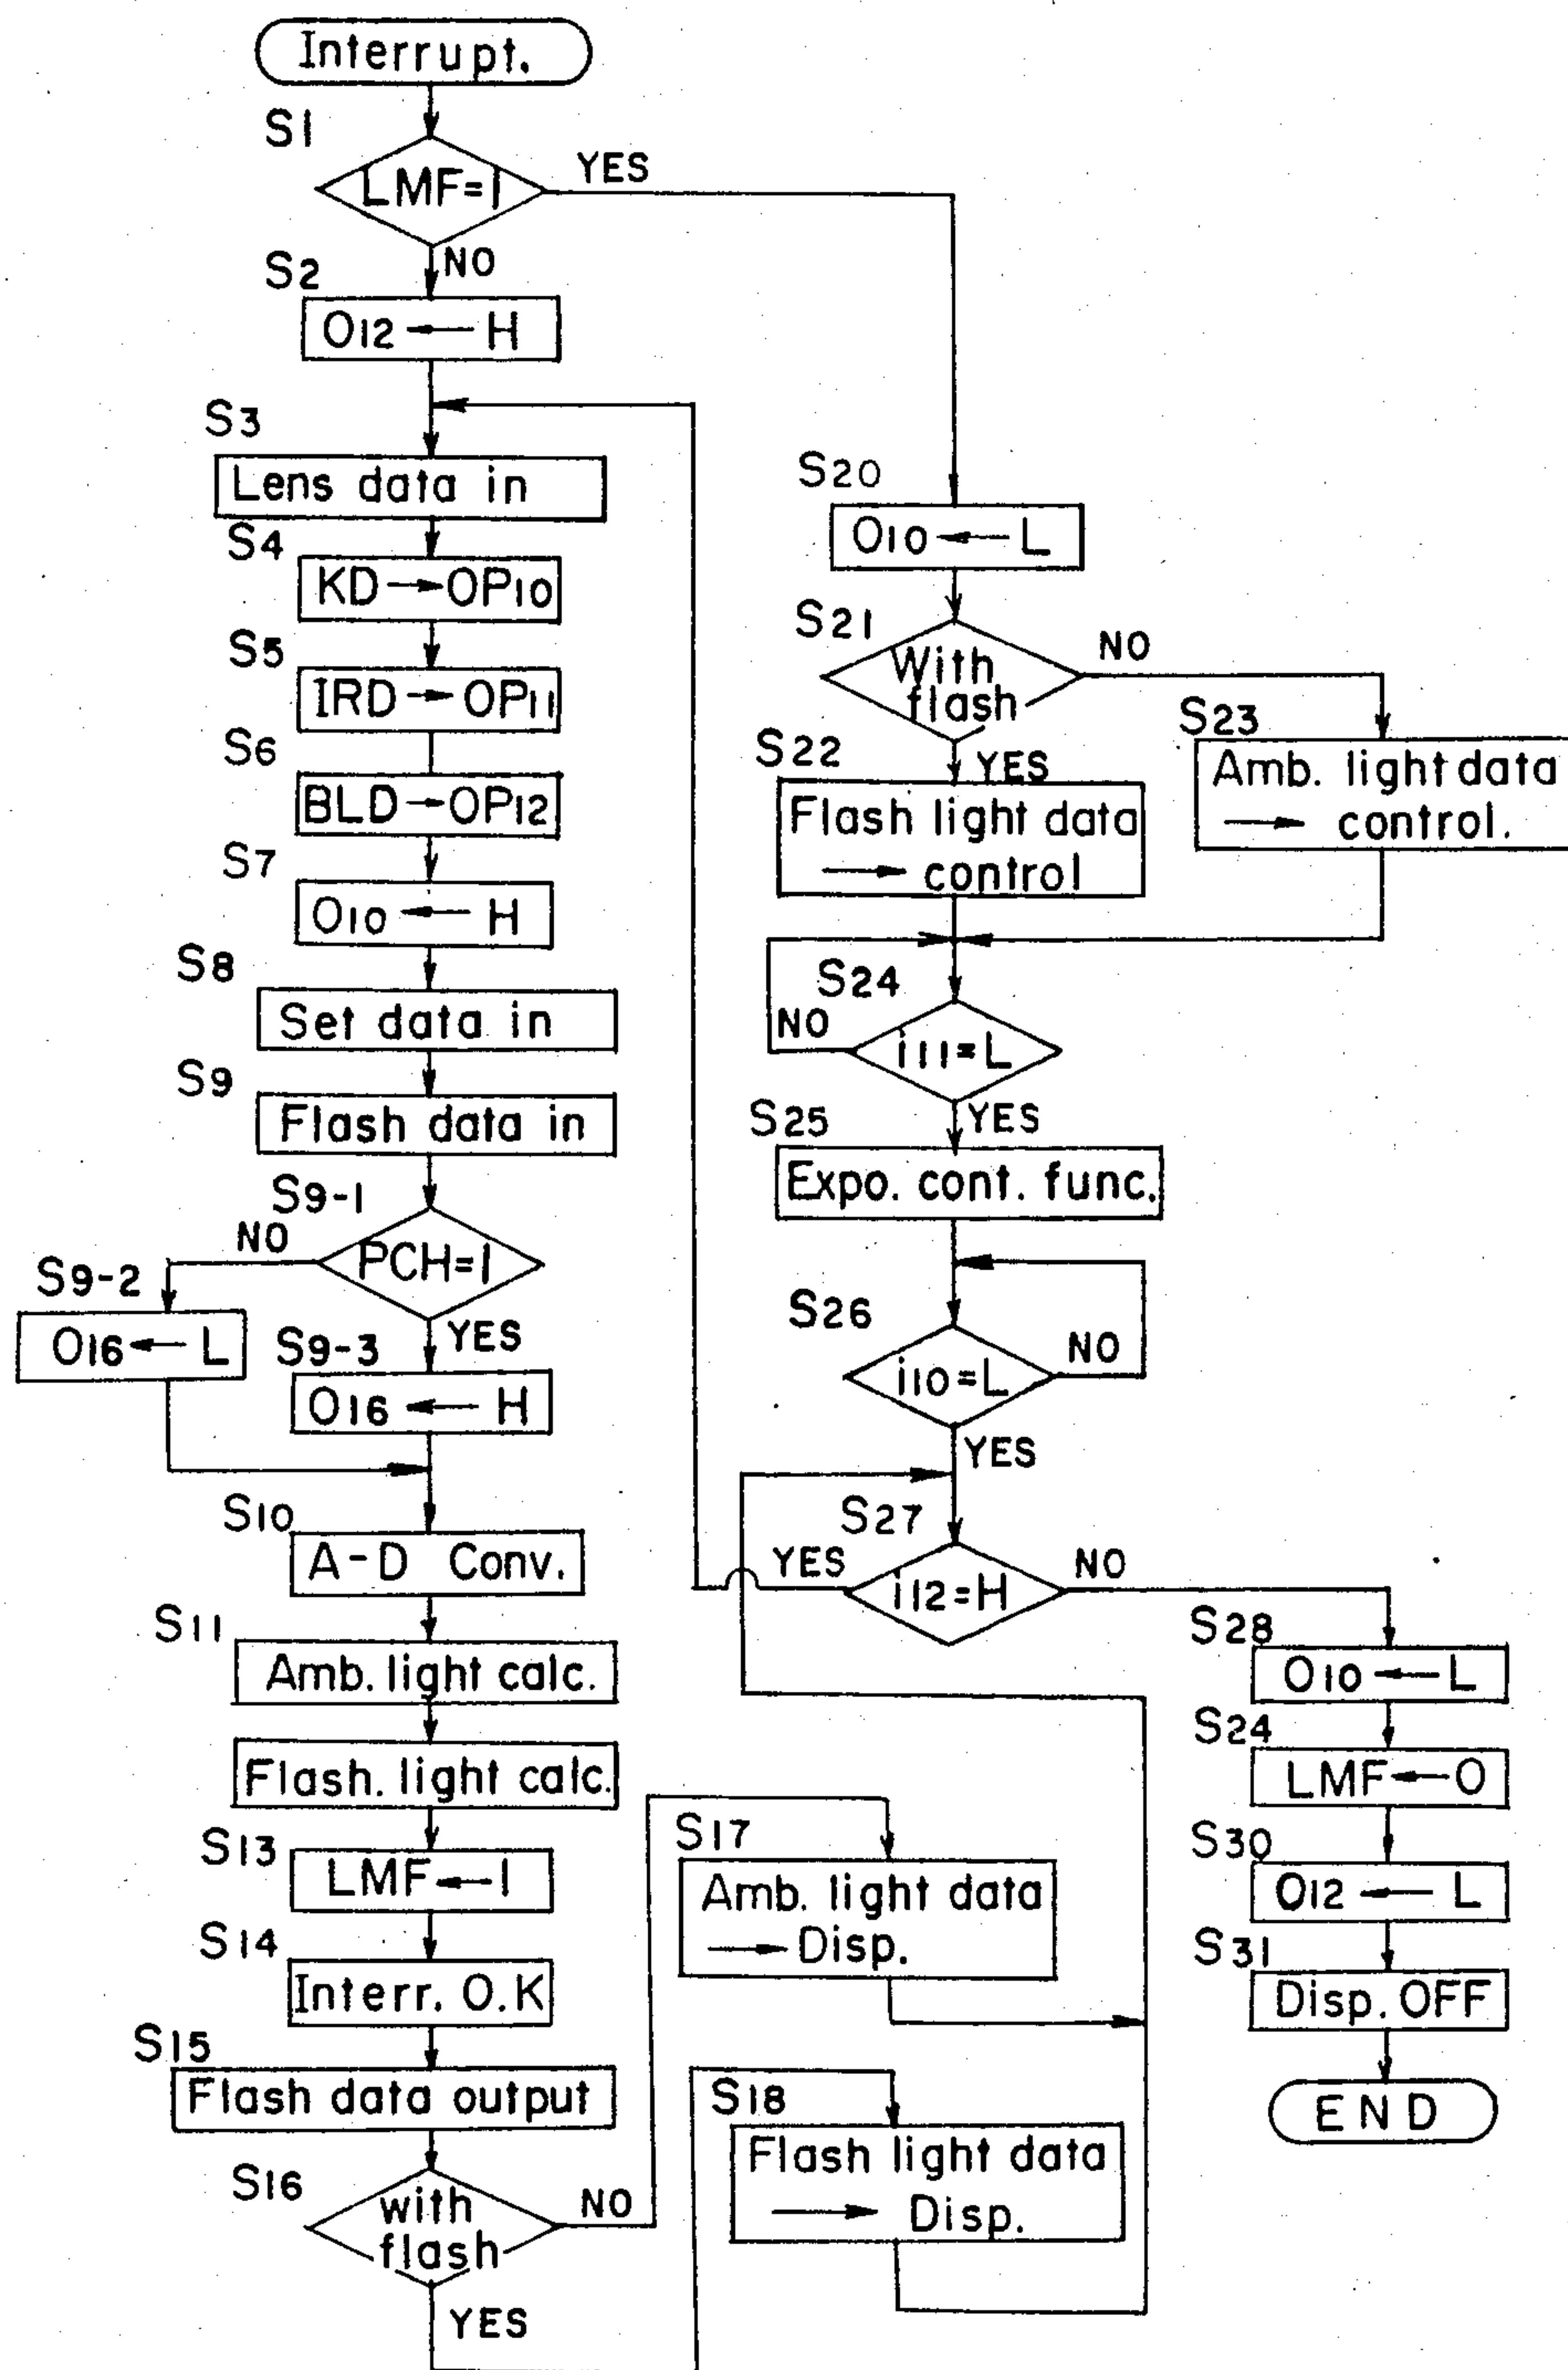 Interrupt.
S1
LMF=1
YES
NO
S2
O12 ← H
S3
Lens data in
S4
KD→OP10
S5
IRD→OP11
S6
BLD→OP12
S7
O10 ← H
S8
Set data in
S9
Flash data in
S9-1
PCH=1
NO
YES
S9-2
O16 ← L
S9-3
O16 ← H
S10
A-D Conv.
S11
Amb. light calc.
Flash. light calc.
S13
LMF←1
S14
Interr. O.K
S15
Flash data output
S16
with
flash
NO
YES
S17
Amb. light data
→ Disp.
S18
Flash light data
→ Disp.
S20
O10 ← L
S21
With
flash
NO
YES
S22
Flash light data
→ control
S23
Amb. light data
→ control.
S24
i11=L
NO
YES
S25
Expo. cont. func.
S26
i10=L
NO
YES
S27
i12=H
YES
NO
S28
O10 ← L
S24
LMF←O
S30
O12 ← L
S31
Disp. OFF
END